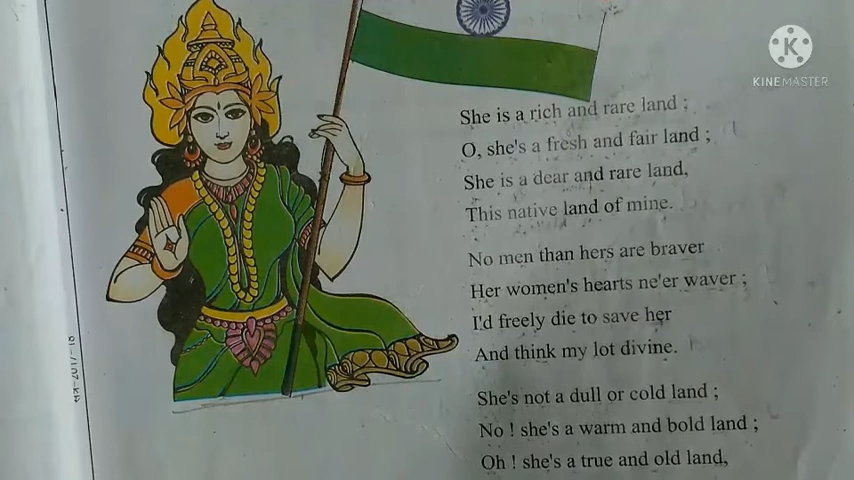 KINEMASTER
She is a rich and rare land ;
O, she's a fresh and fair land ;
She is a dear and rare land,
This native land of mine.
No men than hers are braver
Her women's hearts ne'er waver ;
I'd freely die to save her
And think my lot divine.
She's not a dull or cold land ;
No ! she's a warm and bold land ;
Oh ! she's a true and old land,